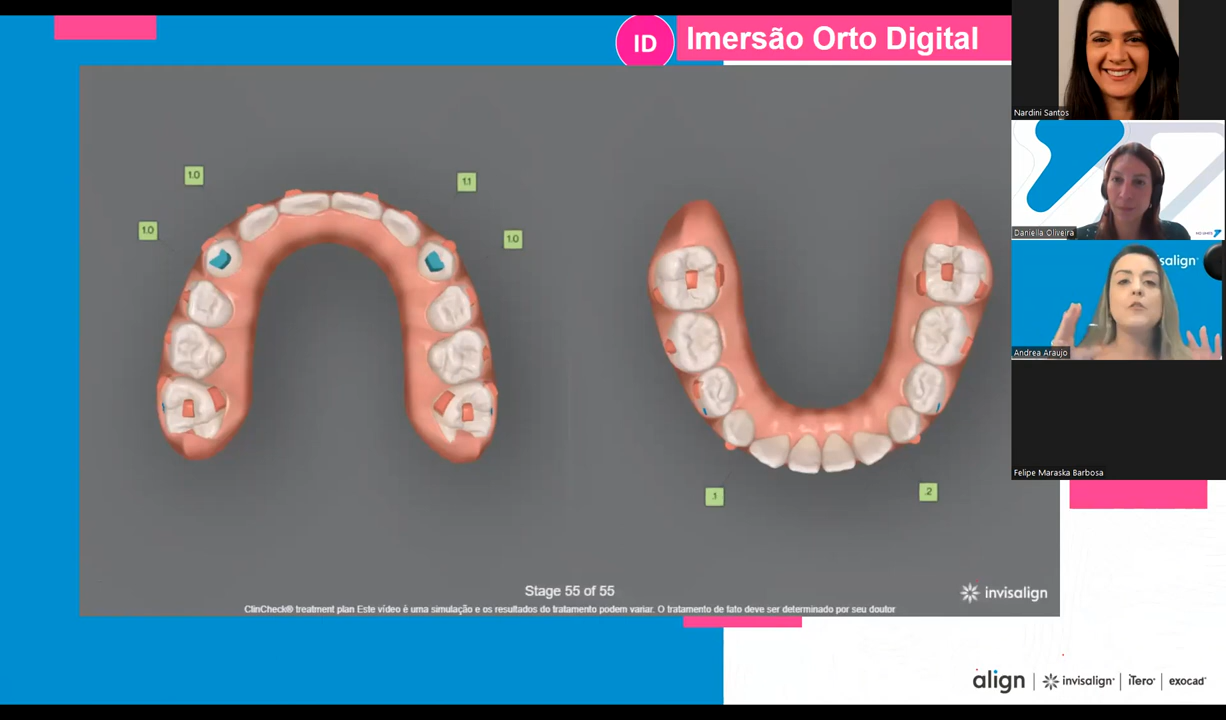 ID
Imersão Orto Digital
Nardini Santos
1.0
1.1
1.0
1.0
Daniella Oliveira
salign
Andrea Araujo
Felipe Maraska Barbosa
.1
.2
Stage 55 of 55
invisalign
ClinCheck® treatment plan Este vídeo é uma simulação e os resultados do tratamento podem variar. O tratamento de fato deve ser determinado por seu doutor
align | invisalign | iTero | exocad